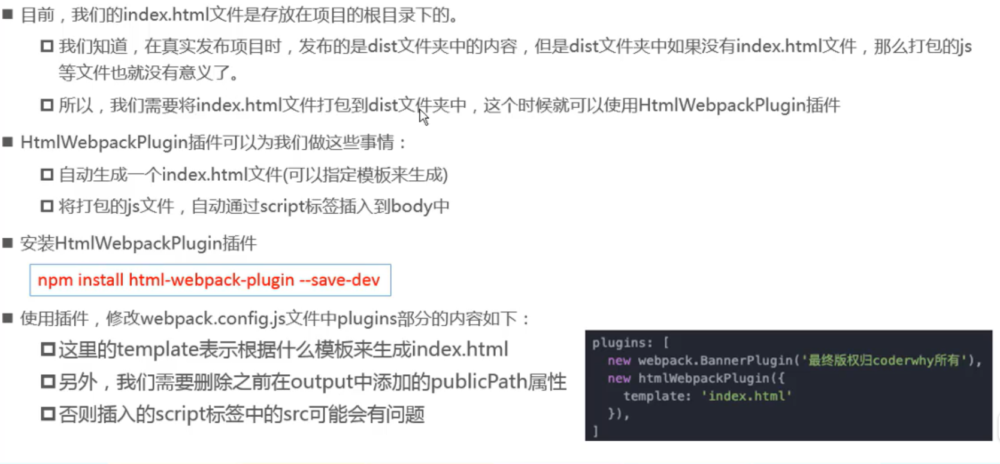 目前，我们的index.html文件是存放在项目的根目录下的。
我们知道，在真实发布项目时，发布的是dist文件夹中的内容，但是dist文件夹中如果没有index.html文件，那么打包的js
等文件也就没有意义了。
所以，我们需要将index.html文件打包到dist文件夹中，这个时候就可以使用HtmlWebpackPlugin插件
HtmlWebpackPlugin插件可以为我们做这些事情：
自动生成一个index.html文件(可以指定模板来生成)
将打包的js文件，自动通过script标签插入到body中
安装HtmlWebpackPlugin插件
npm install html-webpack-plugin --save-dev
使用插件，修改webpack.config.js文件中plugins部分的内容如下：
这里的template表示根据什么模板来生成index.html
另外，我们需要删除之前在output中添加的publicPath属性
否则插入的script标签中的src可能会有问题
plugins: [
new webpack.BannerPlugin('最终版权归coderwhy所有'),
new htmlWebpackPlugin({
template: 'index.html'
}),
]